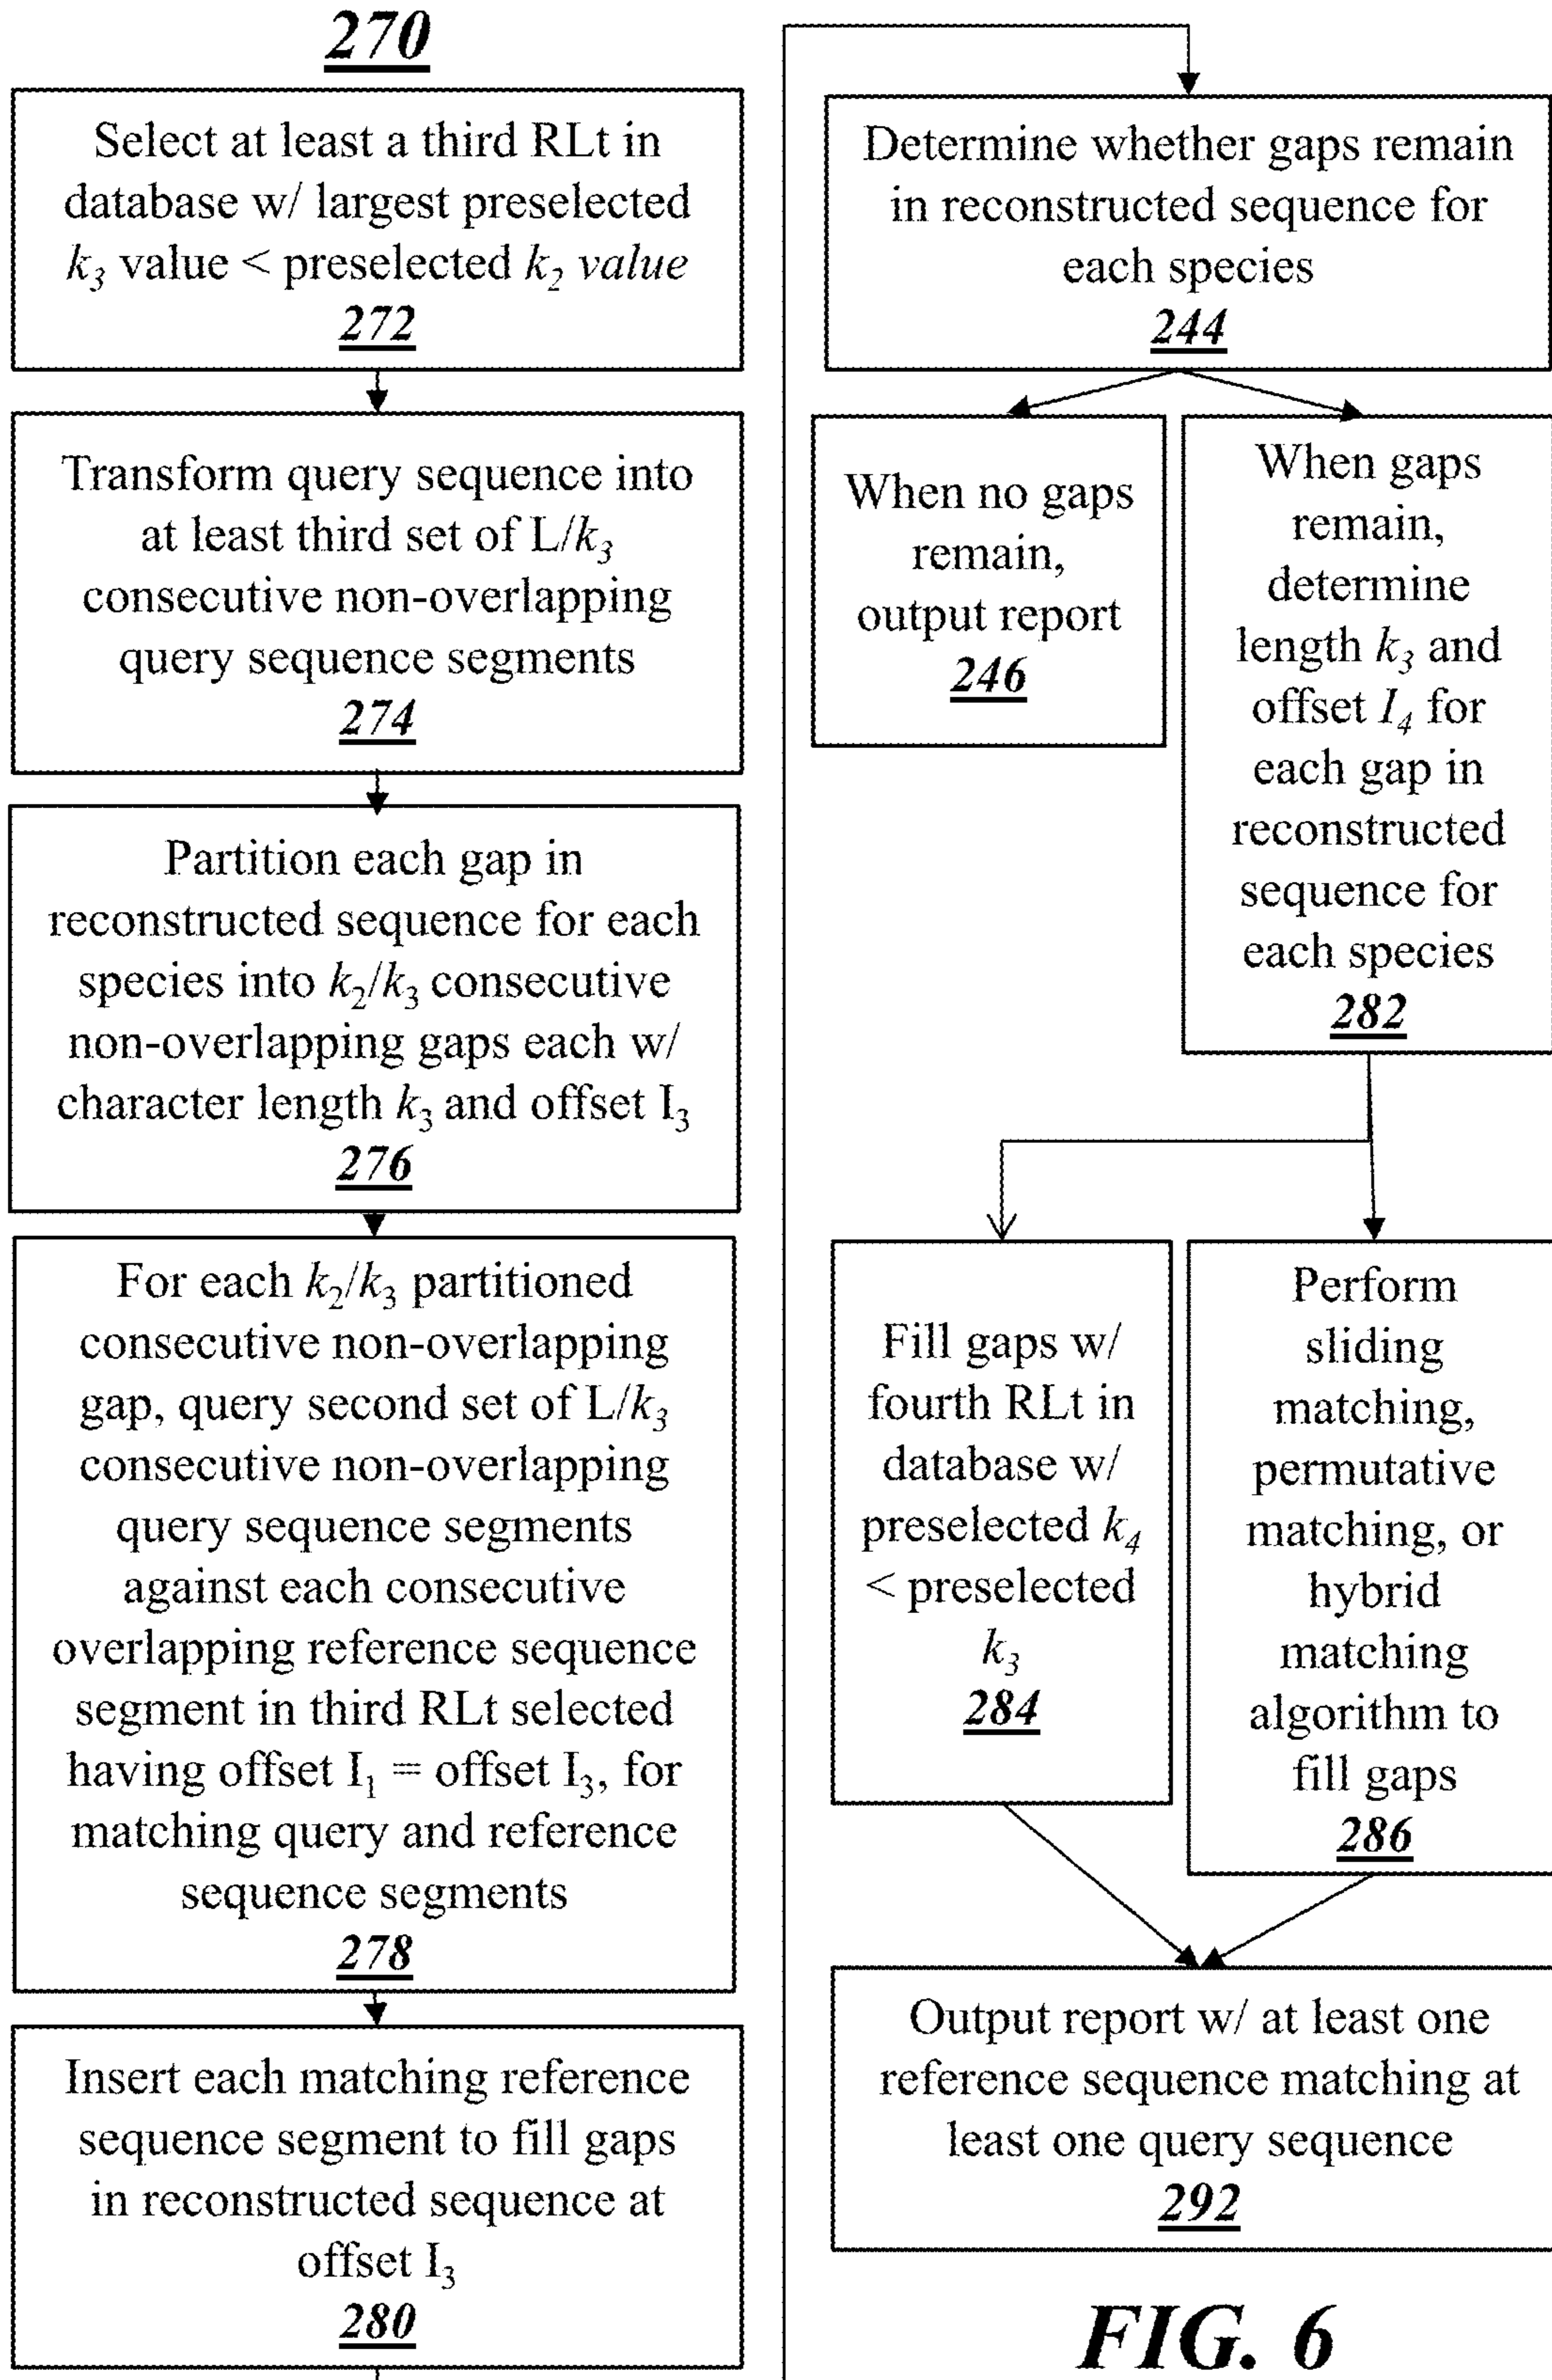 270
Select at least a third RLt in
database w/ largest preselected
k₃ value < preselected k₂ value
272
Transform query sequence into
at least third set of L/k₃
consecutive non-overlapping
query sequence segments
274
Partition each gap in
reconstructed sequence for each
species into k₂/k₃ consecutive
non-overlapping gaps each w/
character length k₃ and offset I₃
276
For each k₂/k₃ partitioned
consecutive non-overlapping
gap, query second set of L/k₃
consecutive non-overlapping
query sequence segments
against each consecutive
overlapping reference sequence
segment in third RLt selected
having offset I₁ = offset I₃, for
matching query and reference
sequence segments
278
Insert each matching reference
sequence segment to fill gaps
in reconstructed sequence at
offset I₃
280
Determine whether gaps remain
in reconstructed sequence for
each species
244
When no gaps
remain,
output report
246
When gaps
remain,
determine
length k₃ and
offset I₄ for
each gap in
reconstructed
sequence for
each species
282
Fill gaps w/
fourth RLt in
database w/
preselected k₄
< preselected
k₃
284
Perform
sliding
matching,
permutative
matching, or
hybrid
matching
algorithm to
fill gaps
286
Output report w/ at least one
reference sequence matching at
least one query sequence
292
FIG. 6